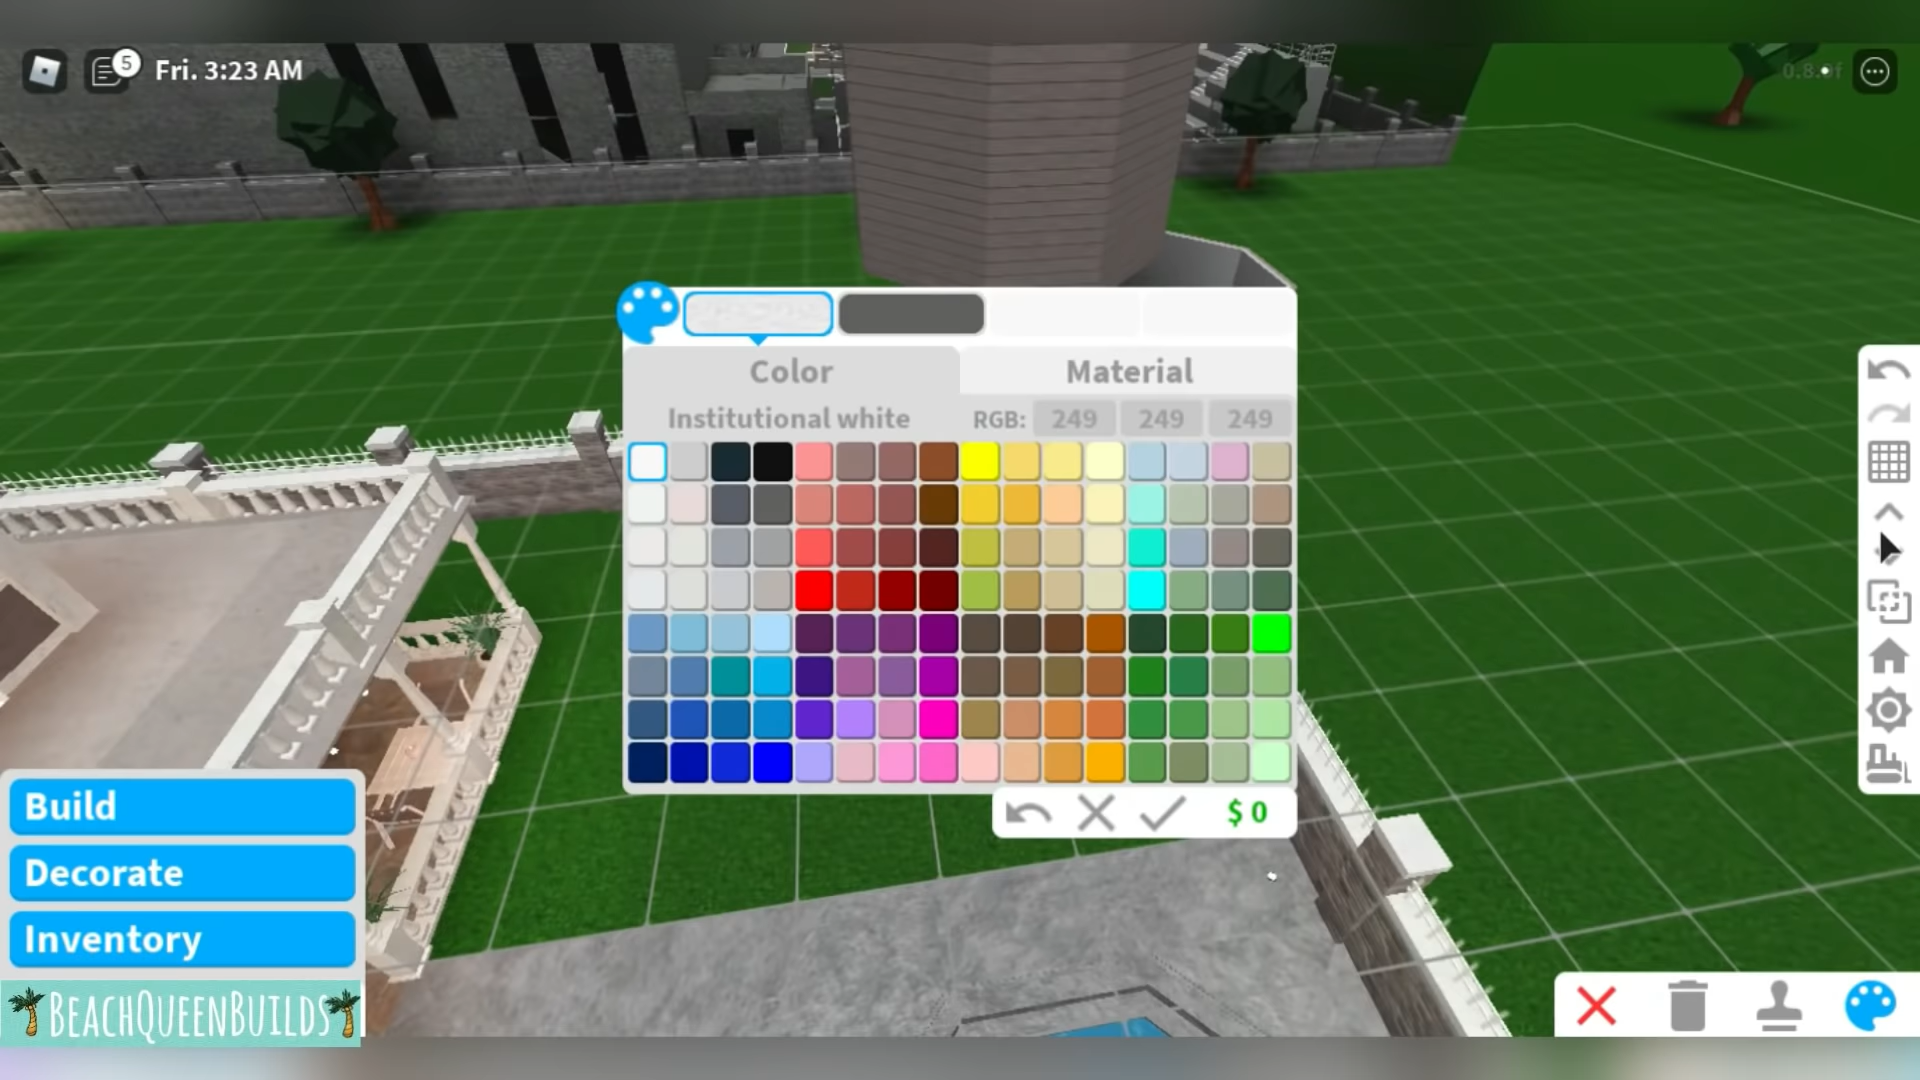 5
Fri. 3:23 AM
Color
Material
Institutional white
RGB: 249 249 249
$ 0
Build
Decorate
Inventory
BEACHQUEENBUILDS